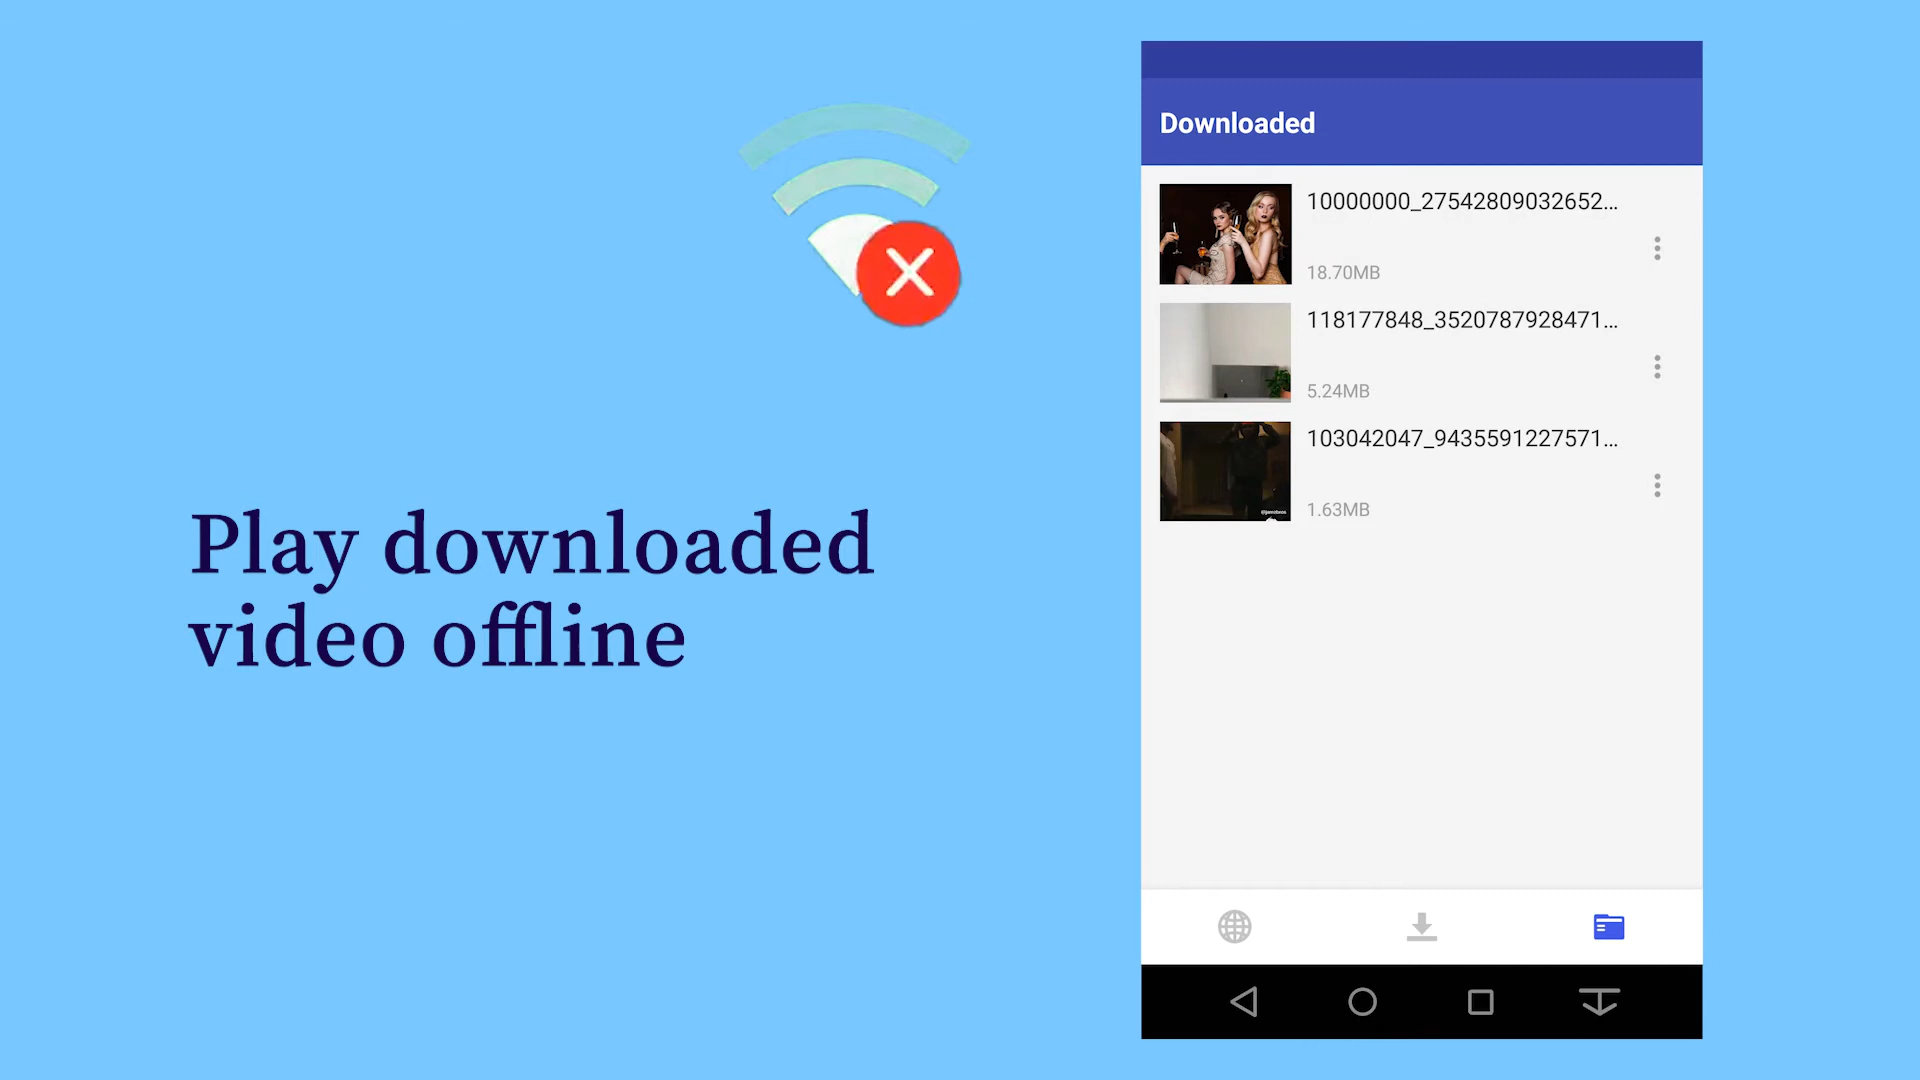 Play downloaded
video offline
Downloaded
10000000_27542809032652...
18.70MB
118177848_3520787928471...
5.24MB
103042047_9435591227571...
1.63MB